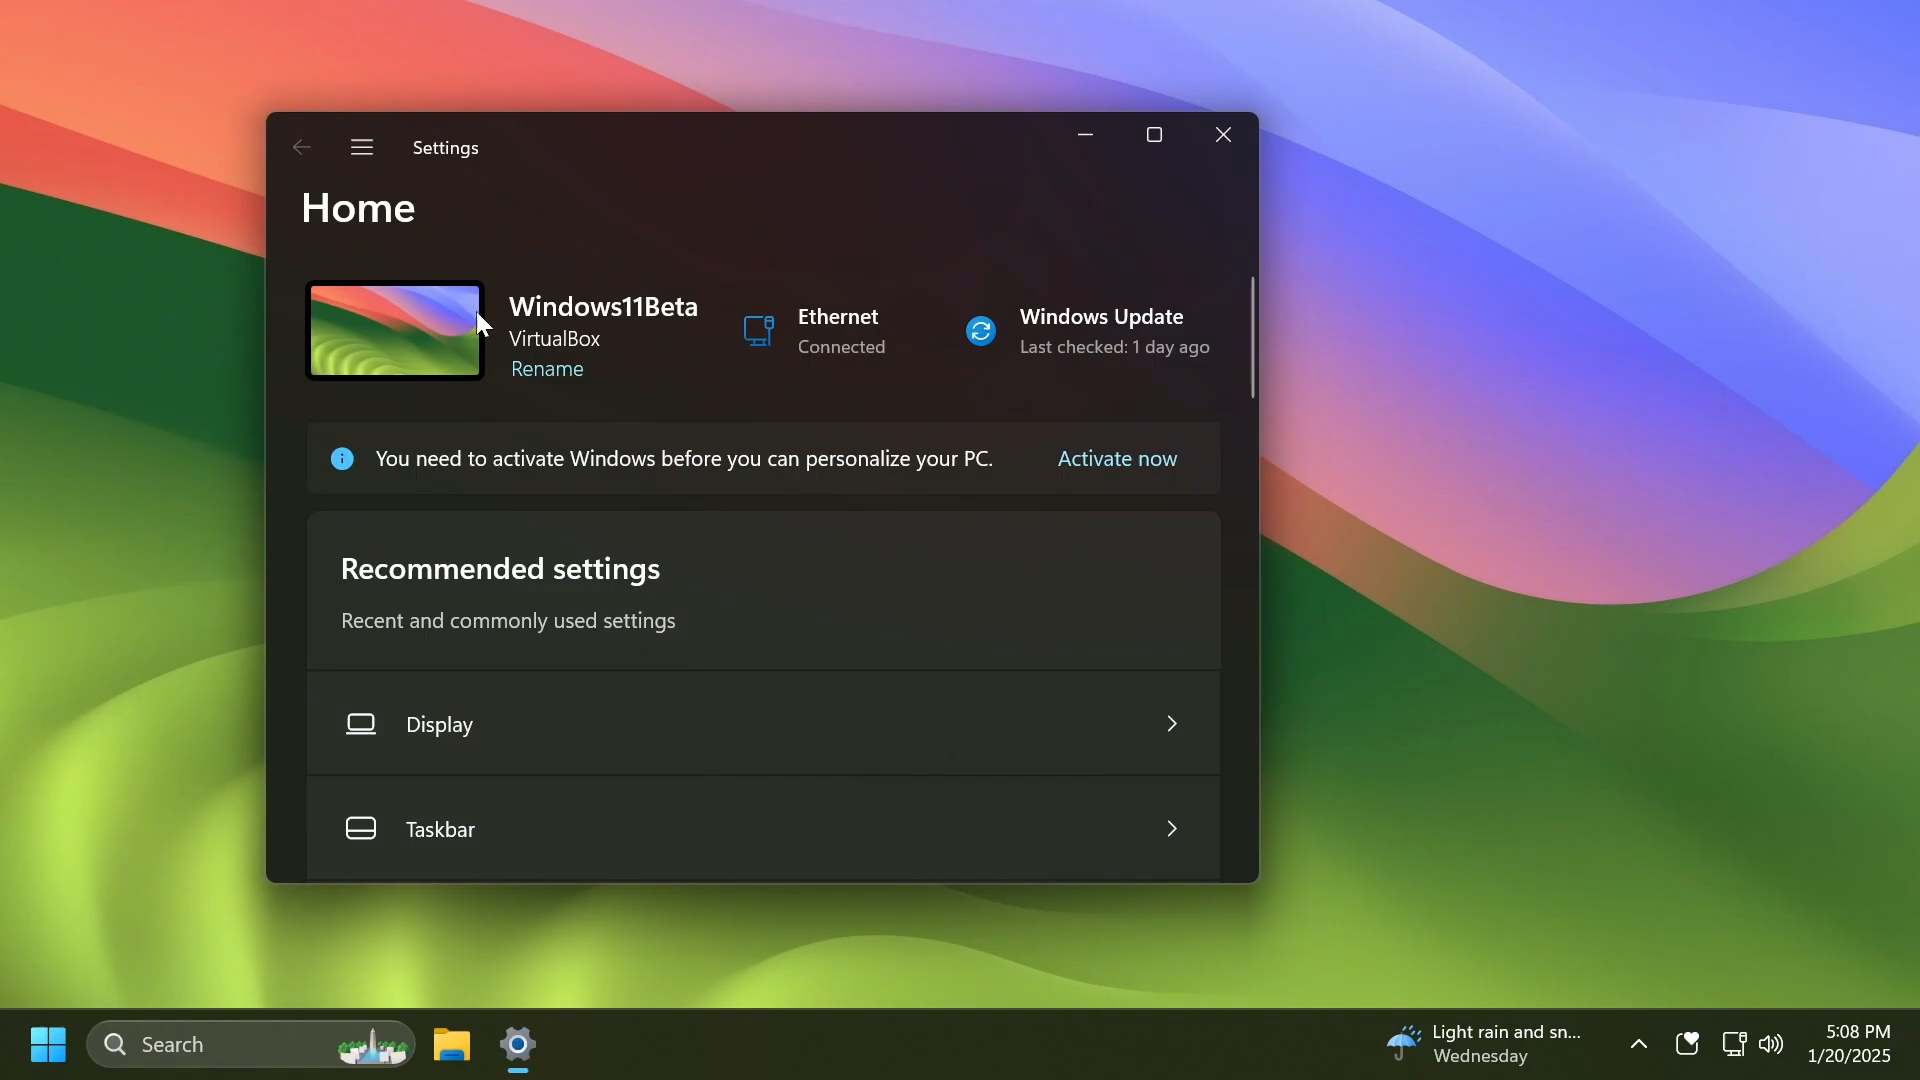 Settings
Home
Windows11Beta
VirtualBox
Rename
Ethernet
Connected
Windows Update
Last checked: 1 day ago
You need to activate Windows before you can personalize your PC.
Activate now
Recommended settings
Recent and commonly used settings
Display
Taskbar
Search
Light rain and sn...
Wednesday
5:08 PM
1/20/2025